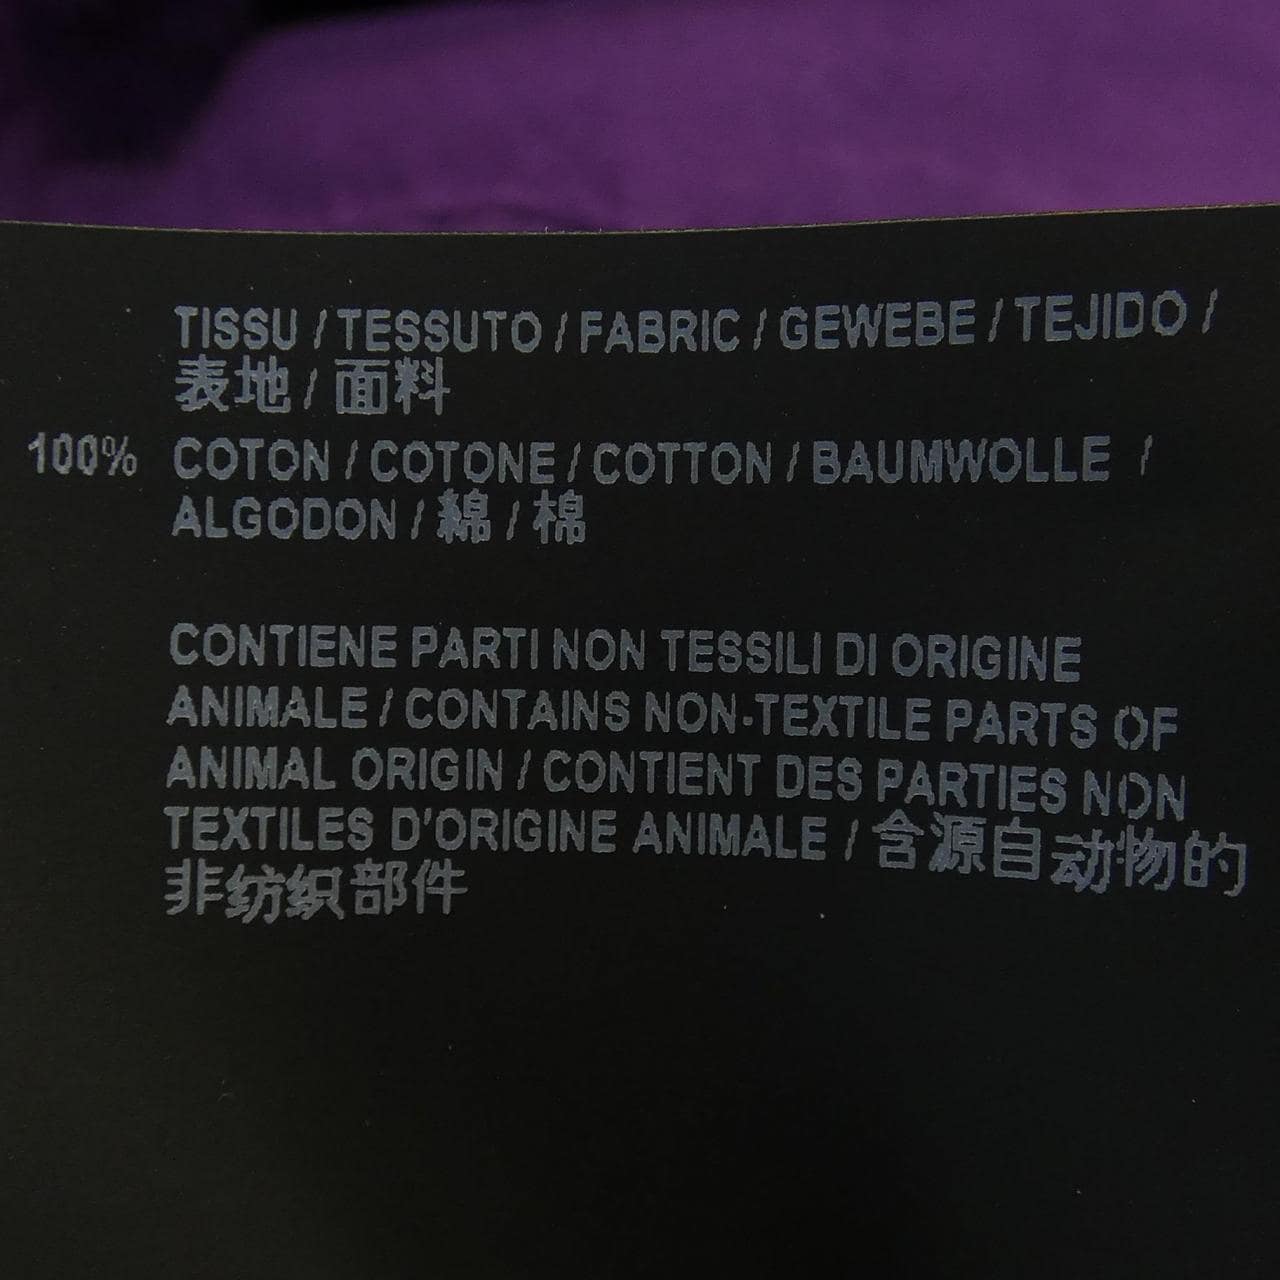 TISSU / TESSUTO / FABRIC / GEWEBE / TEJIDO /
表地 / 面料
100% COTON / COTONE / COTTON / BAUMWOLLE /
ALGODON / 綿 / 棉
CONTIENE PARTI NON TESSILI DI ORIGINE
ANIMALE / CONTAINS NON-TEXTILE PARTS OF
ANIMAL ORIGIN / CONTIENT DES PARTIES NON
TEXTILES D'ORIGINE ANIMALE / 含源自动物的
非纺织部件